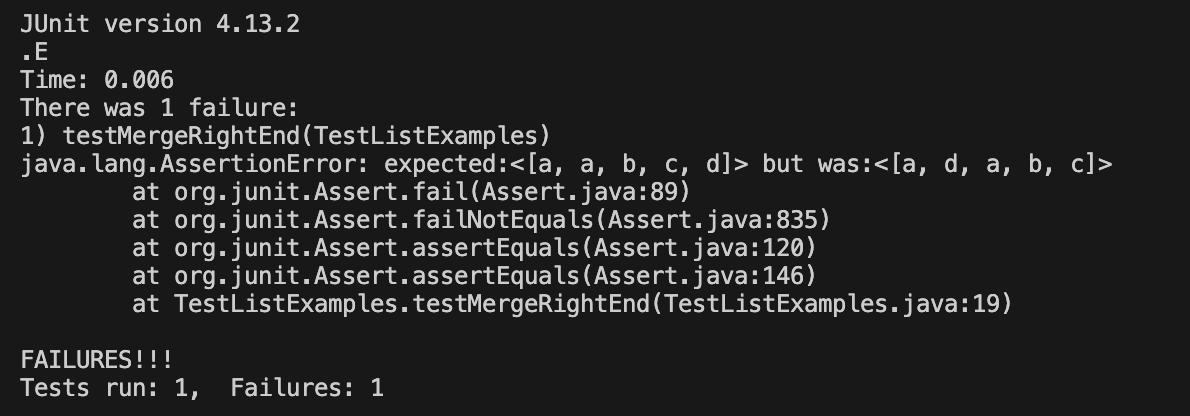 JUnit version 4.13.2
.E
Time: 0.006
There was 1 failure:
1) testMergeRightEnd(TestListExamples)
java.lang.AssertionError: expected:<[a, a, b, c, d]> but was:<[a, d, a, b, c]>
        at org.junit.Assert.fail(Assert.java:89)
        at org.junit.Assert.failNotEquals(Assert.java:835)
        at org.junit.Assert.assertEquals(Assert.java:120)
        at org.junit.Assert.assertEquals(Assert.java:146)
        at TestListExamples.testMergeRightEnd(TestListExamples.java:19)
FAILURES!!!
Tests run: 1,  Failures: 1